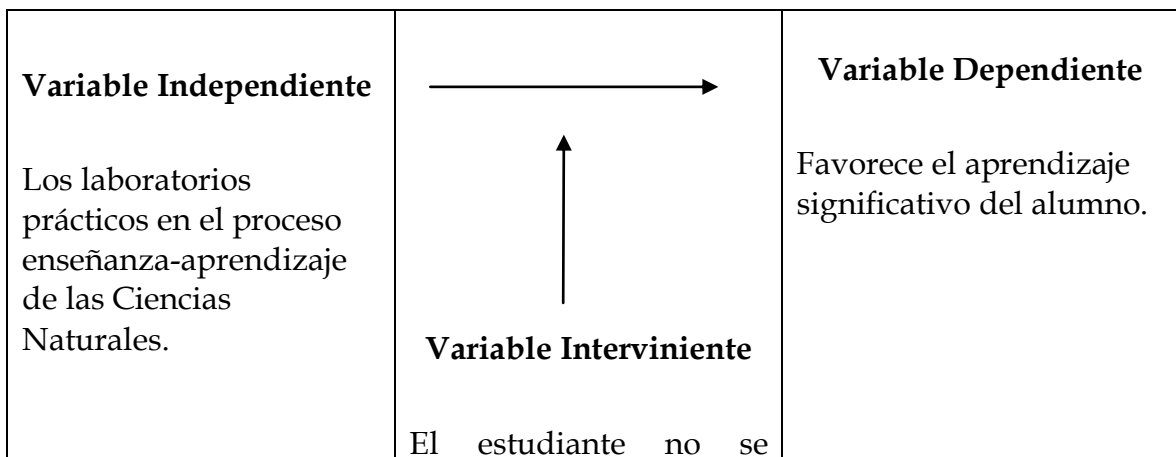 Variable Independiente
Los laboratorios
prácticos en el proceso
enseñanza-aprendizaje
de las Ciencias
Naturales.
Variable Interviniente
El estudiante no se
Variable Dependiente
Favorece el aprendizaje
significativo del alumno.